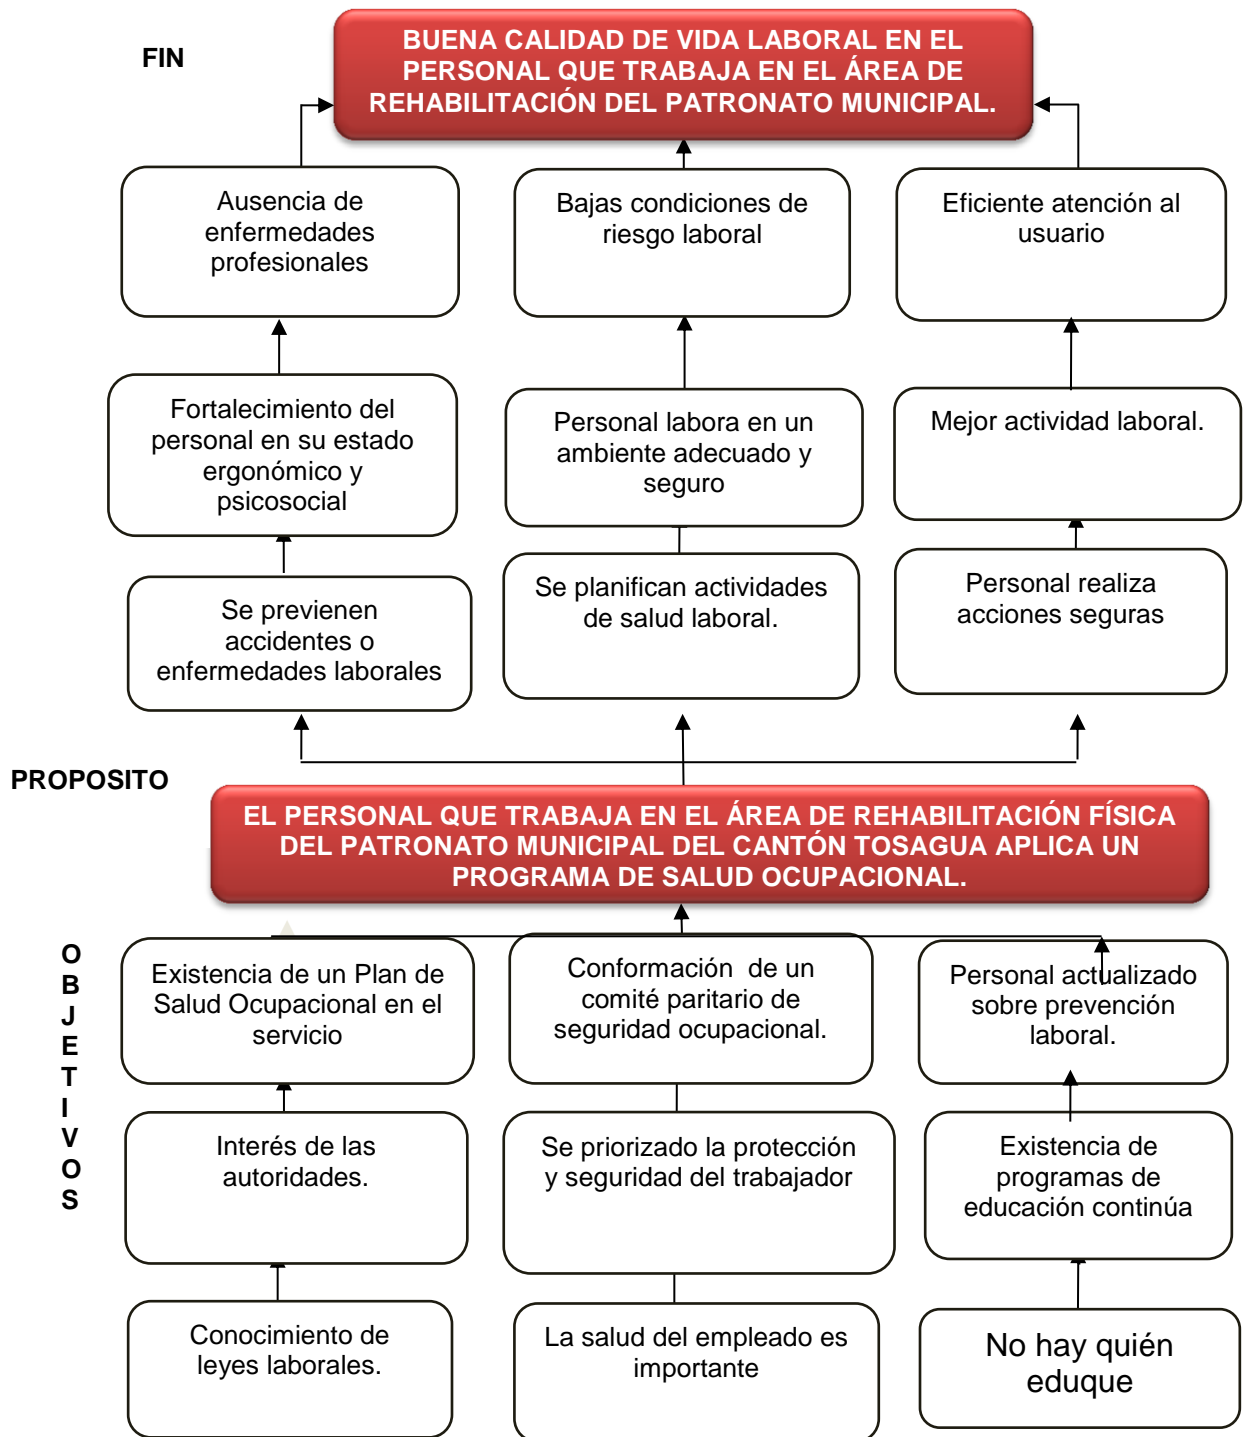 FIN
BUENA CALIDAD DE VIDA LABORAL EN EL
PERSONAL QUE TRABAJA EN EL ÁREA DE
REHABILITACIÓN DEL PATRONATO MUNICIPAL.
Ausencia de
enfermedades
profesionales
Bajas condiciones de
riesgo laboral
Eficiente atención al
usuario
Fortalecimiento del
personal en su estado
ergonómico y
psicosocial
Personal labora en un
ambiente adecuado y
seguro
Mejor actividad laboral.
Se previenen
accidentes o
enfermedades laborales
Se planifican actividades
de salud laboral.
Personal realiza
acciones seguras
PROPOSITO
EL PERSONAL QUE TRABAJA EN EL ÁREA DE REHABILITACIÓN FÍSICA
DEL PATRONATO MUNICIPAL DEL CANTÓN TOSAGUA APLICA UN
PROGRAMA DE SALUD OCUPACIONAL.
O
B
J
E
T
I
V
O
S
Existencia de un Plan de
Salud Ocupacional en el
servicio
Conformación  de un
comité paritario de
seguridad ocupacional.
Personal actualizado
sobre prevención
laboral.
Interés de las
autoridades.
Se priorizado la protección
y seguridad del trabajador
Existencia de
programas de
educación continúa
Conocimiento de
leyes laborales.
La salud del empleado es
importante
No hay quién
eduque